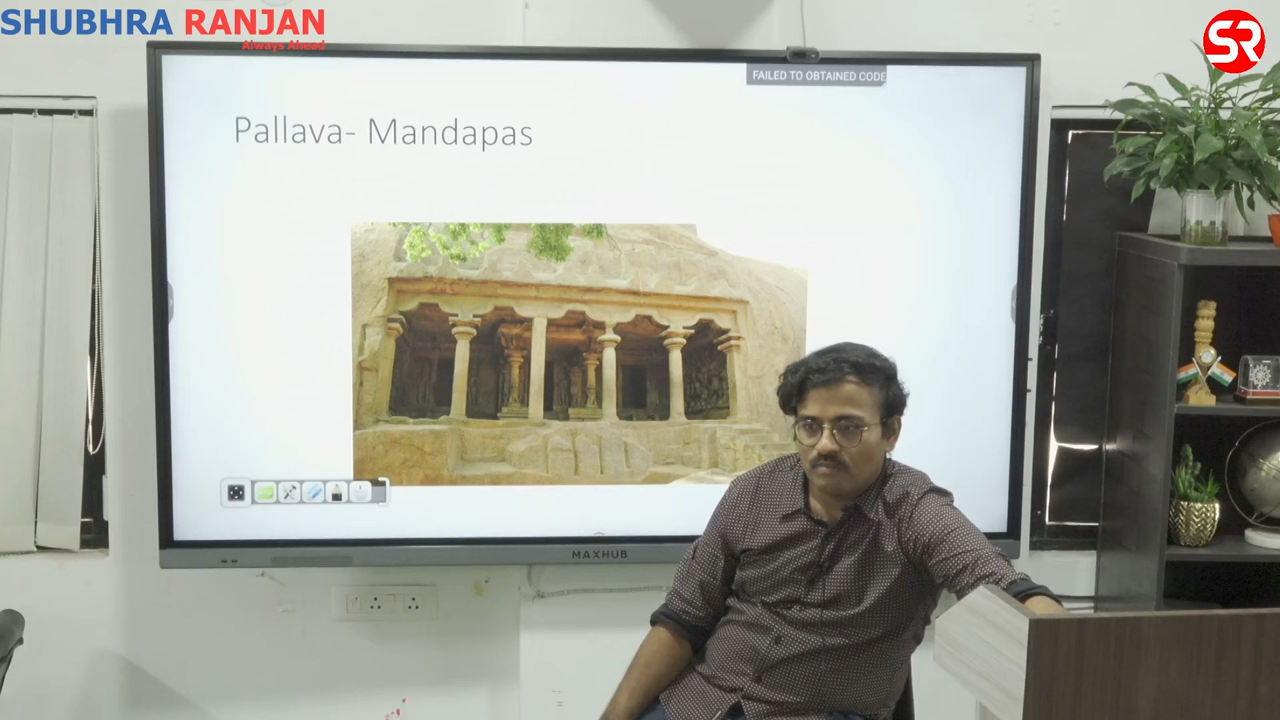 SHUBHRA RANJAN
Always Ahead
SR
FAILED TO OBTAINED CODE
Pallava- Mandapas
MAXHUB